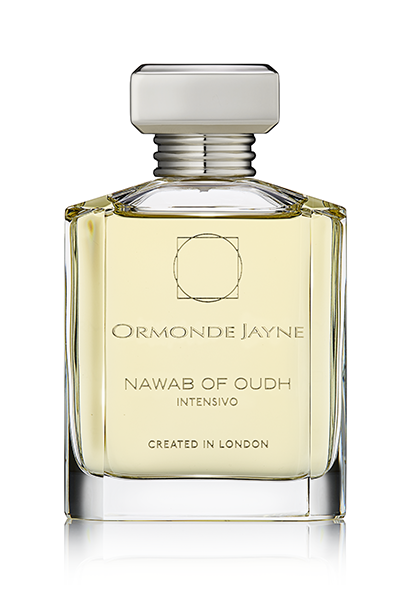 ORMONDE JAYNE
NAWAB OF OUDH
INTENSIVO
CREATED IN LONDON